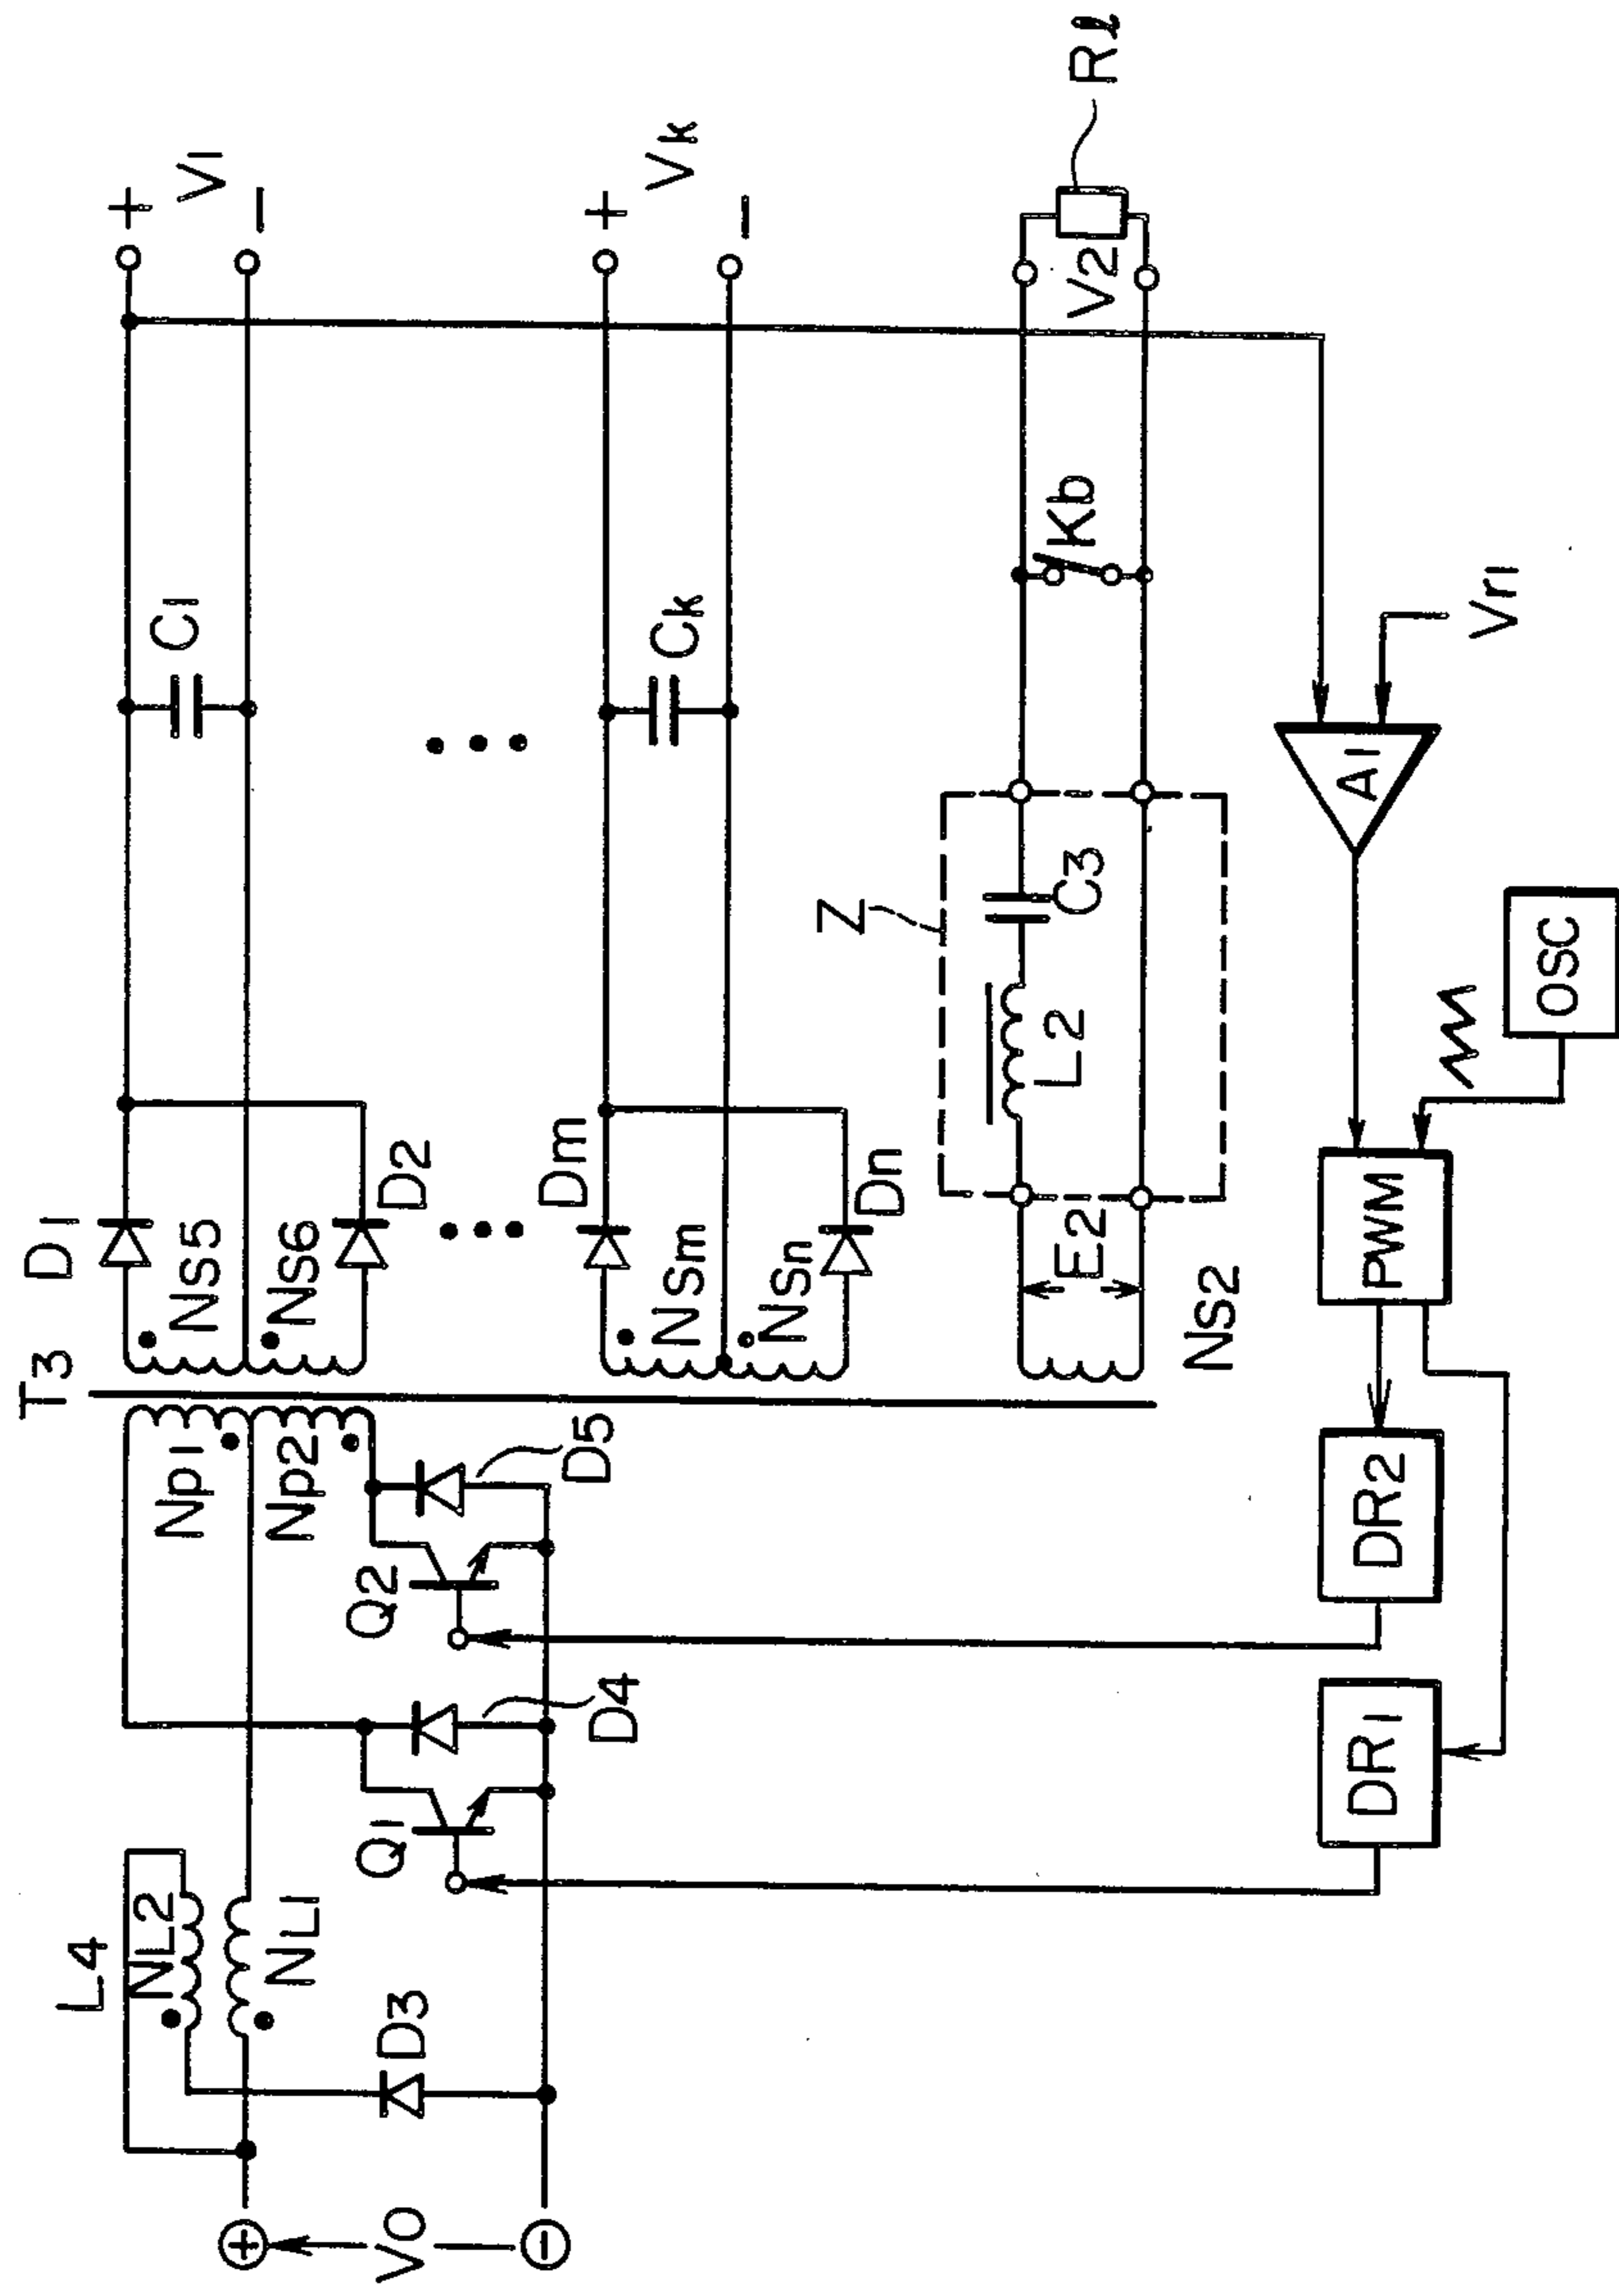 T3
D1
NS5
NS6
D2
C1
+
V1
−
Dm
NSm
NSn
Dn
Ck
+
Vk
−
L4
NL2
NL1
Np1
Np2
D3
Q1
D4
Q2
D5
+
V0
−
NS2
E2
Z
L2
C3
Kb
V2
Rℓ
DR1
DR2
PWM
OSC
A1
Vr1